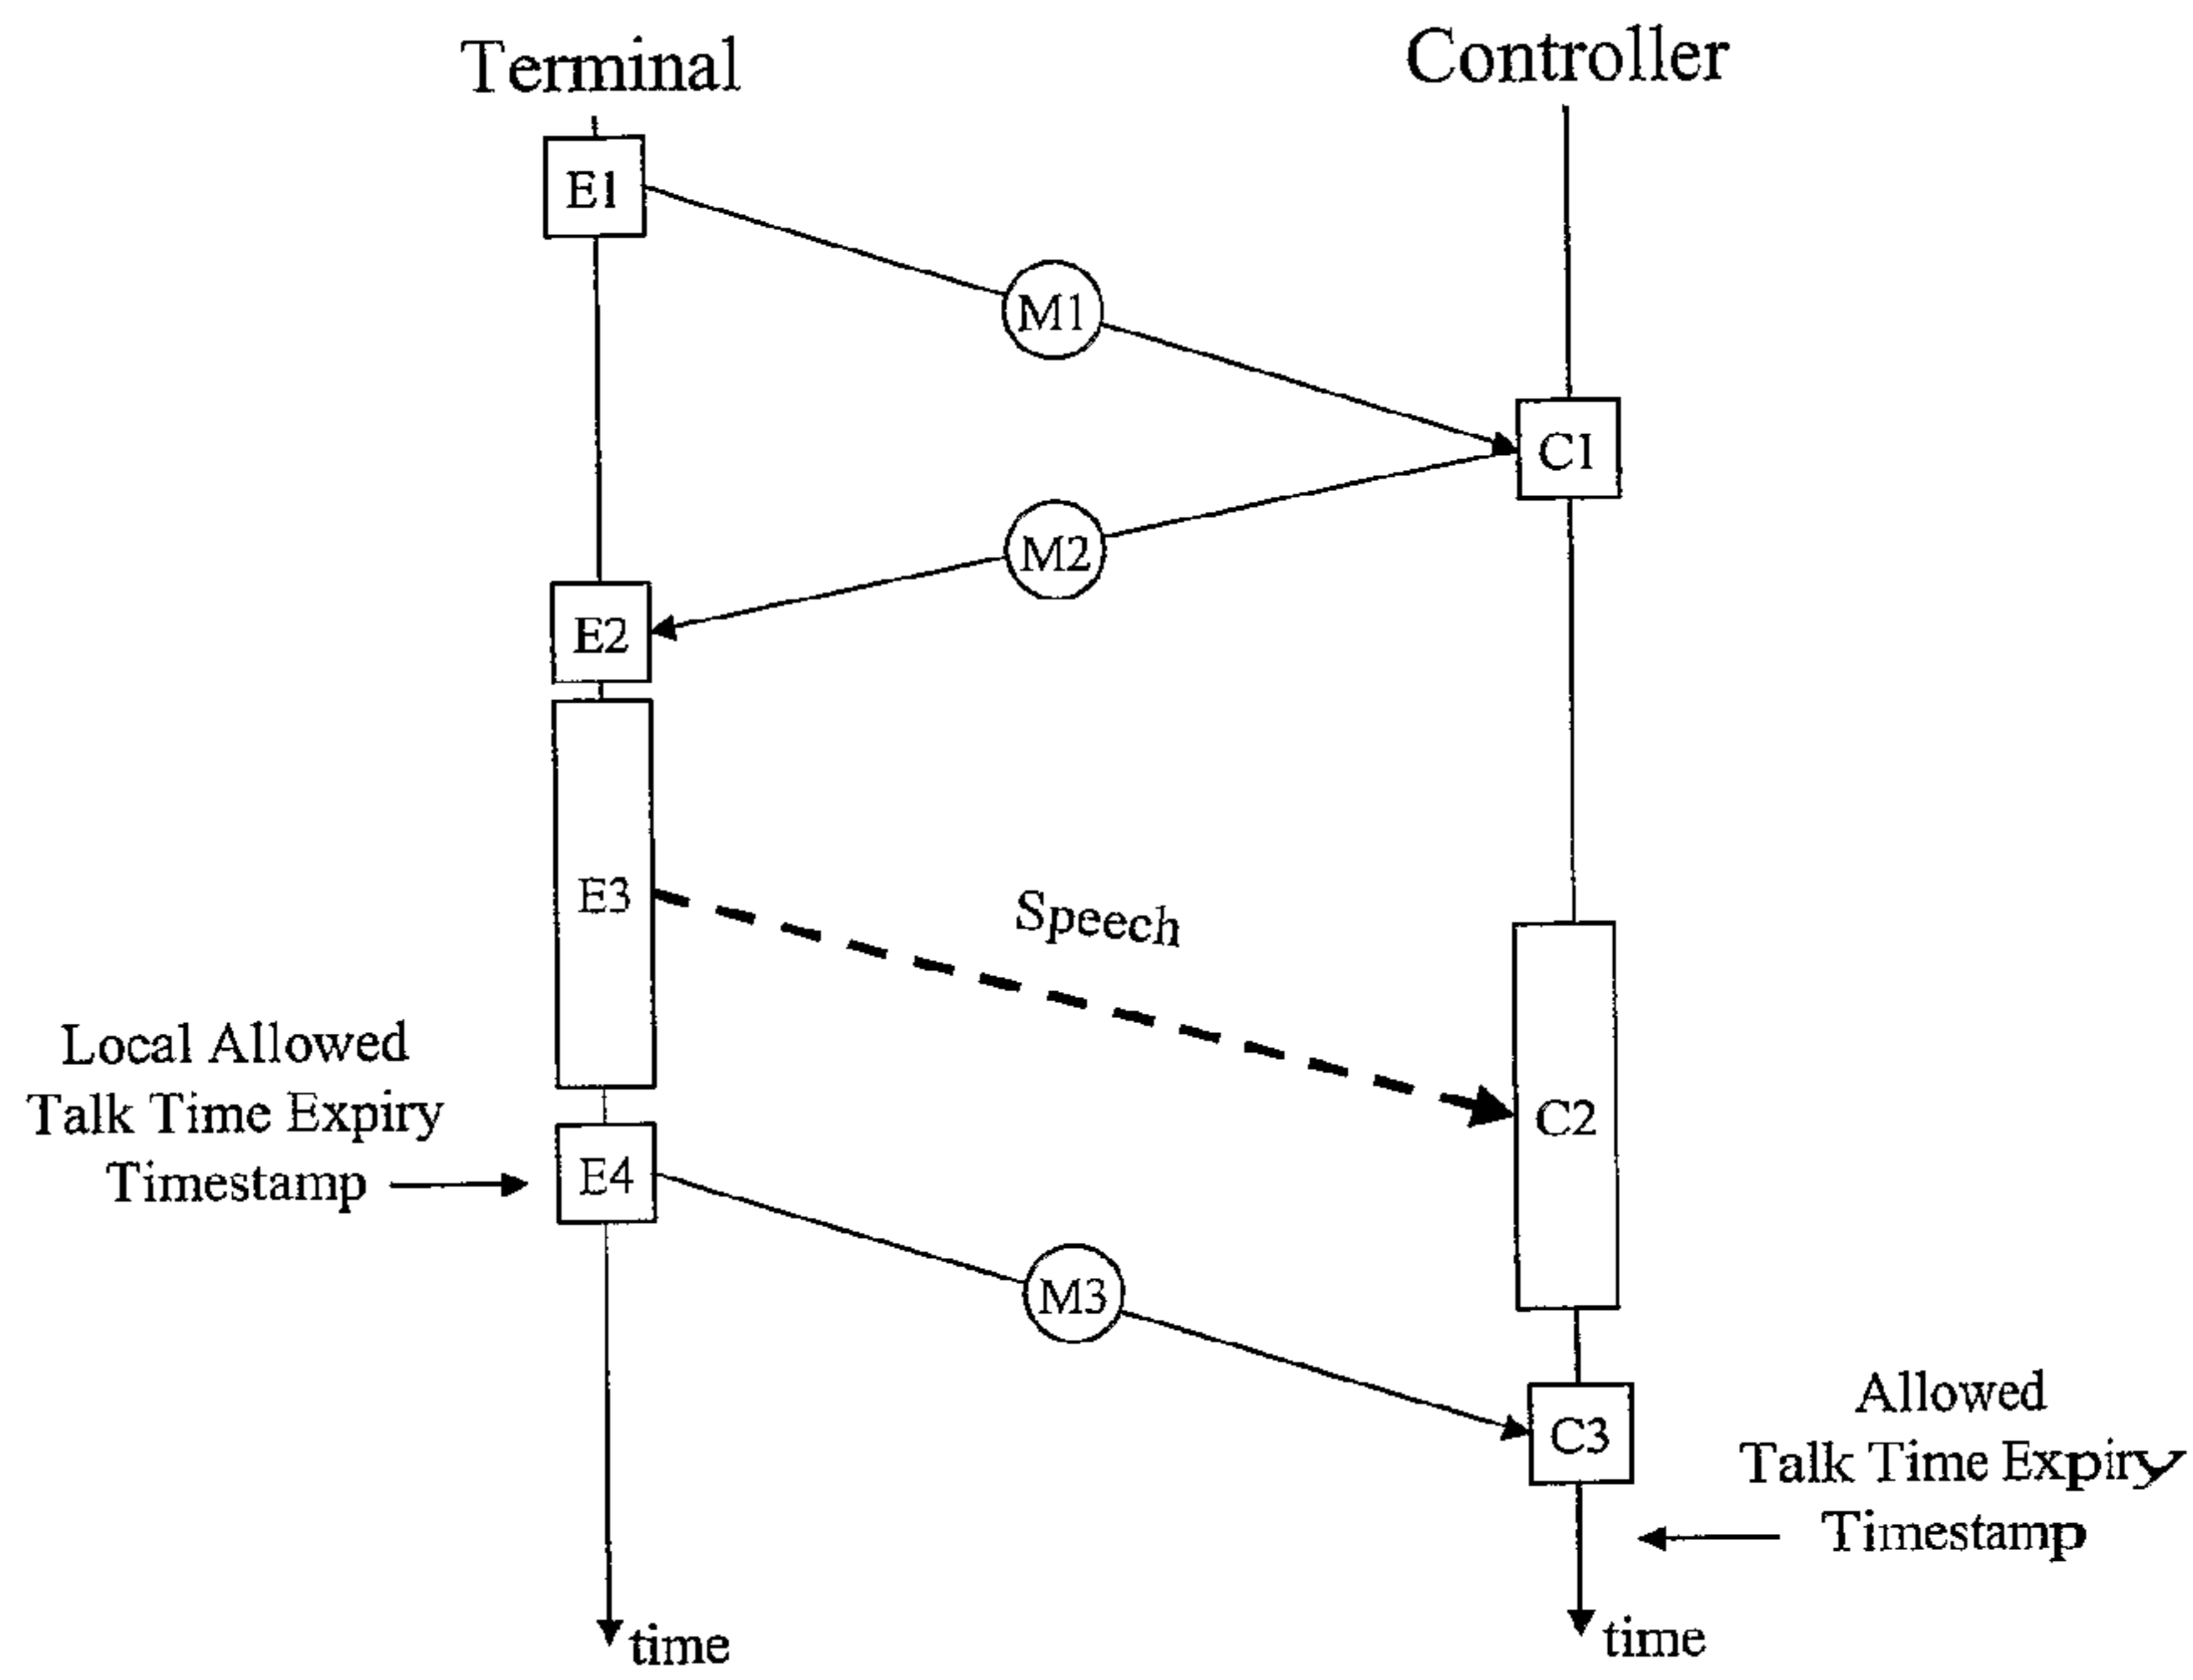 Terminal
Controller
E1
M1
C1
M2
E2
E3
Speech
C2
Local Allowed
Talk Time Expiry
Timestamp
E4
M3
C3
Allowed
Talk Time Expiry
Timestamp
time
time